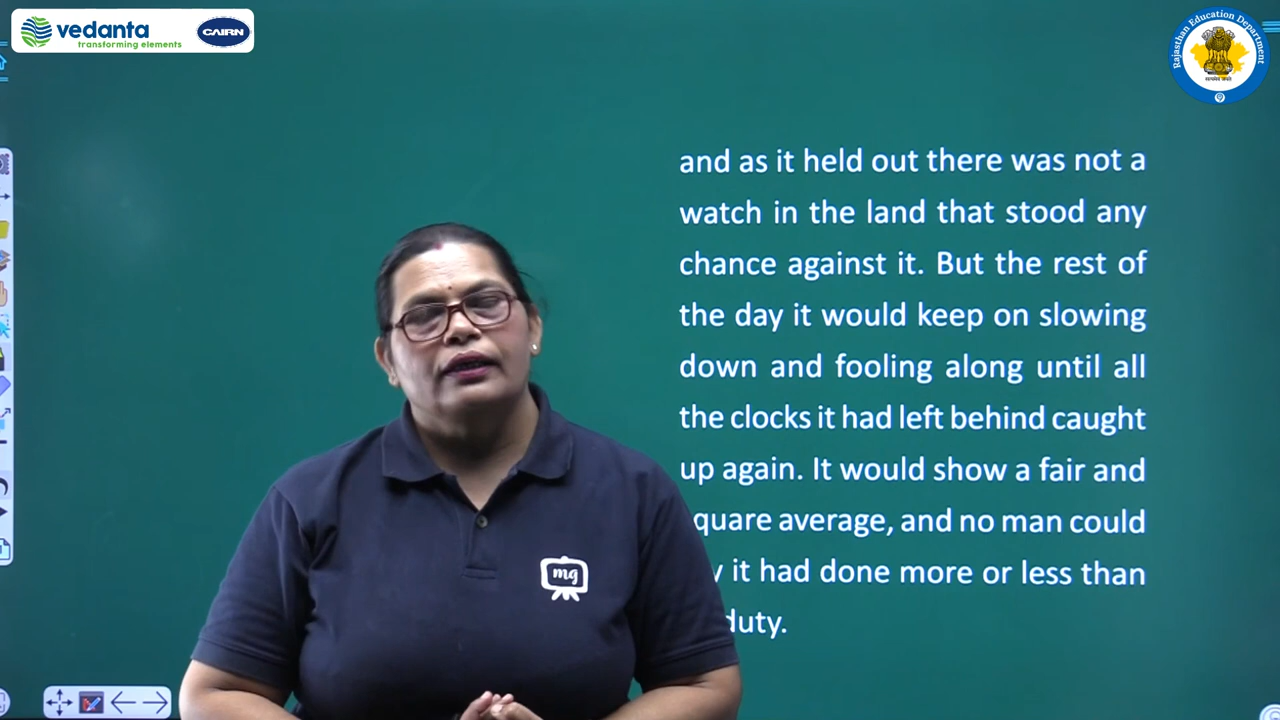 vedanta
transforming elements
CAIRN
Rajasthan Education Department
and as it held out there was not a
watch in the land that stood any
chance against it. But the rest of
the day it would keep on slowing
down and fooling along until all
the clocks it had left behind caught
up again. It would show a fair and
quare average, and no man could
it had done more or less than
duty.
mg